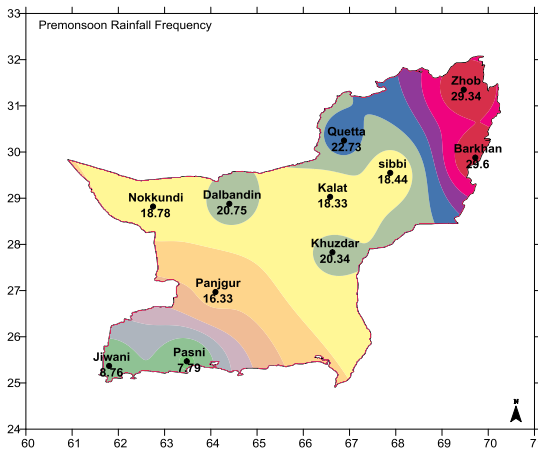 Premonsoon Rainfall Frequency
33
32
31
30
29
28
27
26
25
24
60 61 62 63 64 65 66 67 68 69 70 7
Zhob
29.34
Quetta
22.73
Barkhan
29.6
sibbi
18.44
Kalat
18.33
Dalbandin
20.75
Nokkundi
18.78
Khuzdar
20.34
Panjgur
16.33
Jiwani
8.76
Pasni
7.79
N